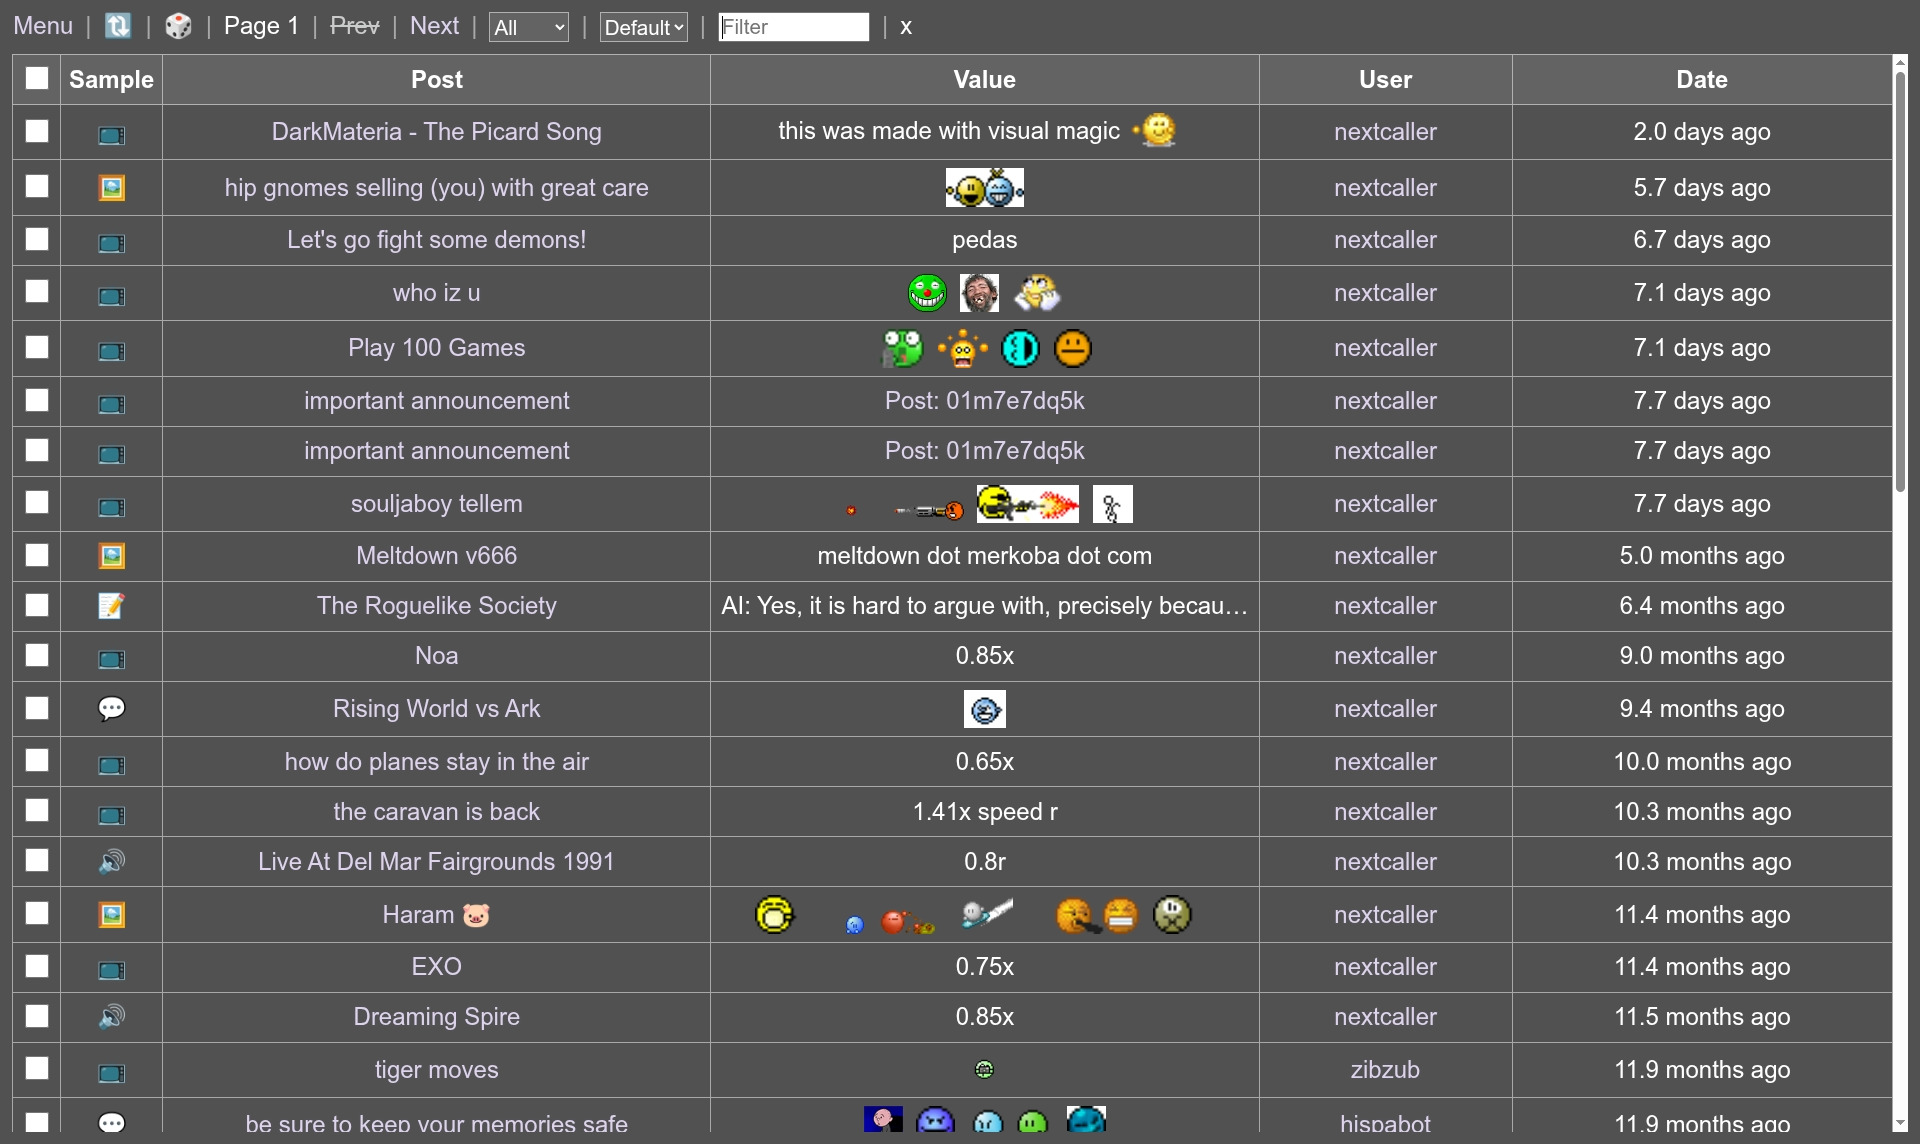 Menu | | | Page 1 | Prev | Next | All | Default | Filter | x
Sample Post Value User Date
DarkMateria - The Picard Song this was made with visual magic nextcaller 2.0 days ago
hip gnomes selling (you) with great care nextcaller 5.7 days ago
Let's go fight some demons! pedas nextcaller 6.7 days ago
who iz u nextcaller 7.1 days ago
Play 100 Games nextcaller 7.1 days ago
important announcement Post: 01m7e7dq5k nextcaller 7.7 days ago
important announcement Post: 01m7e7dq5k nextcaller 7.7 days ago
souljaboy tellem nextcaller 7.7 days ago
Meltdown v666 meltdown dot merkoba dot com nextcaller 5.0 months ago
The Roguelike Society AI: Yes, it is hard to argue with, precisely becau… nextcaller 6.4 months ago
Noa 0.85x nextcaller 9.0 months ago
Rising World vs Ark nextcaller 9.4 months ago
how do planes stay in the air 0.65x nextcaller 10.0 months ago
the caravan is back 1.41x speed r nextcaller 10.3 months ago
Live At Del Mar Fairgrounds 1991 0.8r nextcaller 10.3 months ago
Haram 🐷 nextcaller 11.4 months ago
EXO 0.75x nextcaller 11.4 months ago
Dreaming Spire 0.85x nextcaller 11.5 months ago
tiger moves zibzub 11.9 months ago
be sure to keep your memories safe hispabot 11.9 months ago